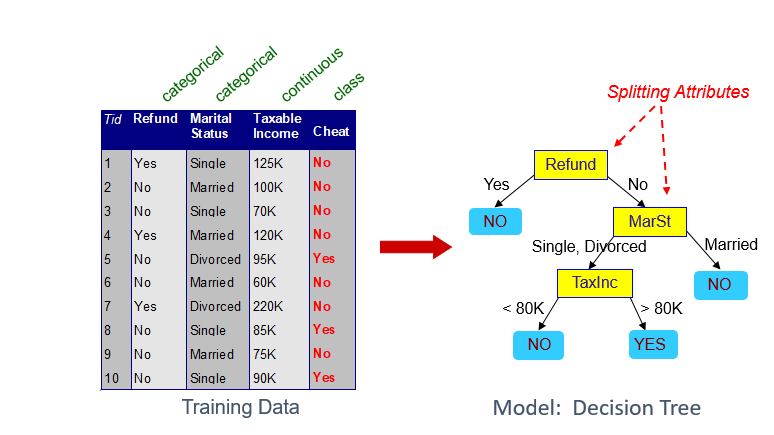 categorical
categorical
continuous
class
Tid Refund Marital Status Taxable Income Cheat
1 Yes Single 125K No
2 No Married 100K No
3 No Single 70K No
4 Yes Married 120K No
5 No Divorced 95K Yes
6 No Married 60K No
7 Yes Divorced 220K No
8 No Single 85K Yes
9 No Married 75K No
10 No Single 90K Yes
Training Data
Splitting Attributes
Refund
Yes No
NO MarSt
Single, Divorced Married
TaxInc NO
< 80K > 80K
NO YES
Model: Decision Tree